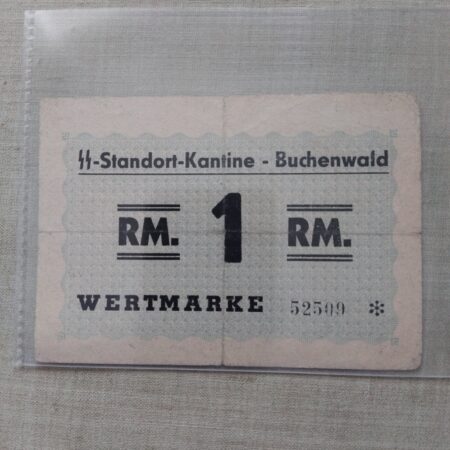 SS-Standort-Kantine - Buchenwald
RM. 1 RM.
WERTMARKE 52509 *